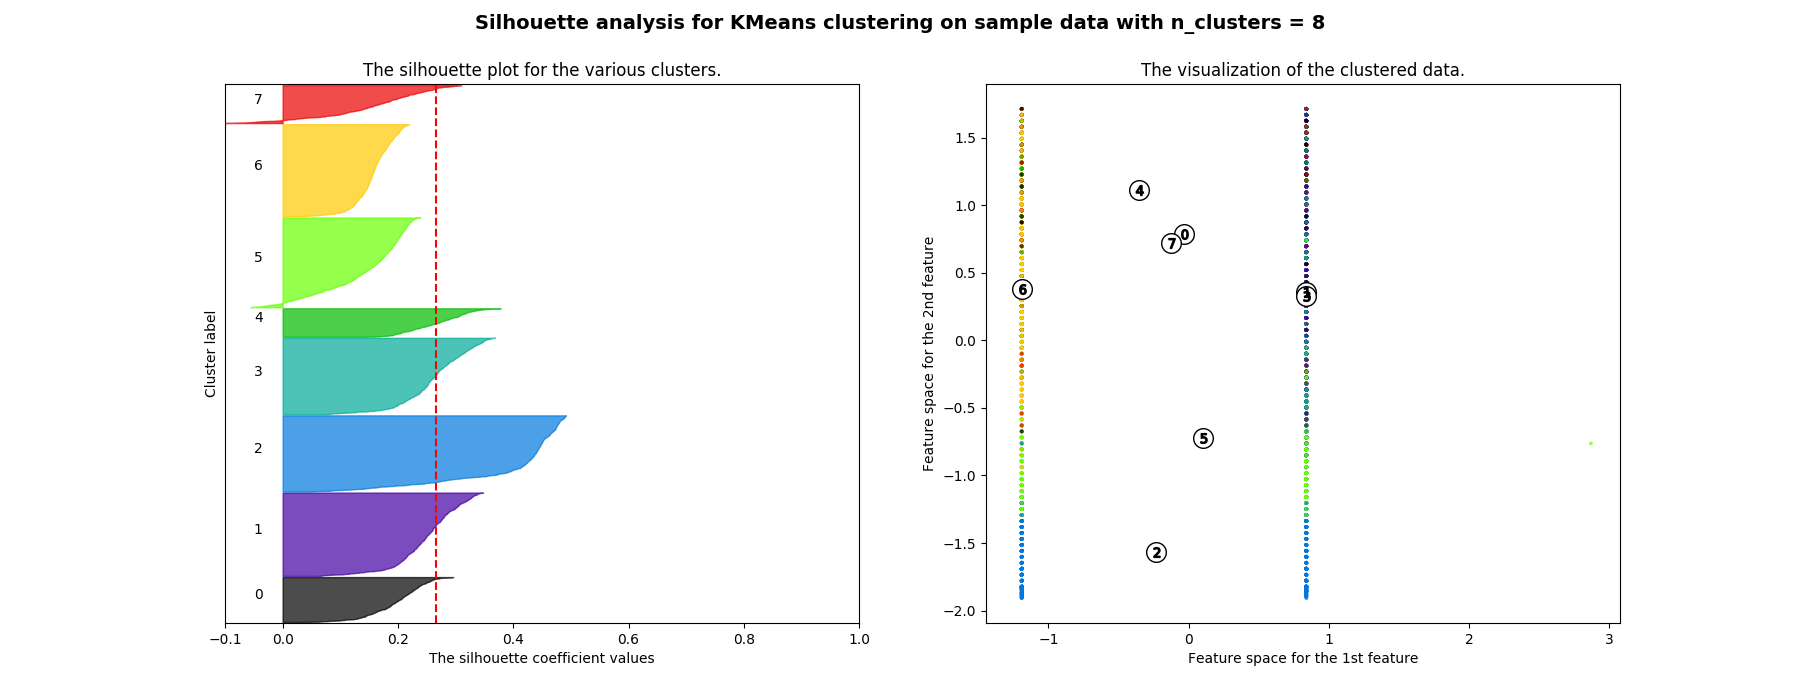 Silhouette analysis for KMeans clustering on sample data with n_clusters = 8
The silhouette plot for the various clusters.
7
6
5
4
3
2
1
0
Cluster label
−0.1 0.0 0.2 0.4 0.6 0.8 1.0
The silhouette coefficient values
The visualization of the clustered data.
1.5
1.0
0.5
0.0
−0.5
−1.0
−1.5
−2.0
Feature space for the 2nd feature
4
0
7
6
3
5
2
−1 0 1 2 3
Feature space for the 1st feature